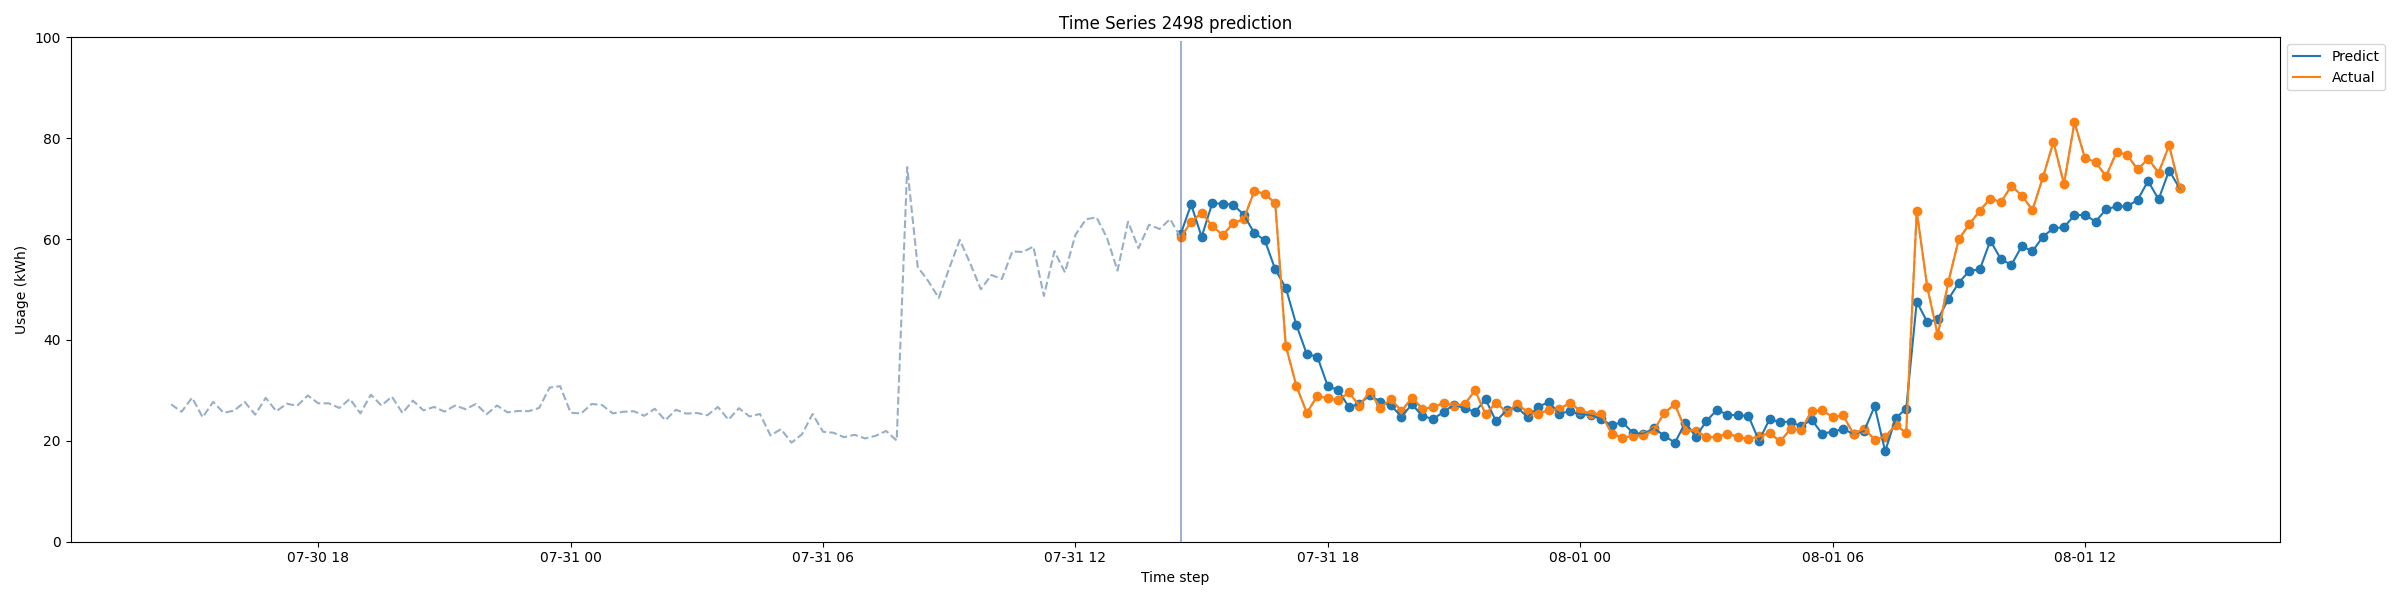 Time Series 2498 prediction
100
80
60
40
20
0
Usage (kWh)
07-30 18
07-31 00
07-31 06
07-31 12
07-31 18
08-01 00
08-01 06
08-01 12
Time step
Predict
Actual